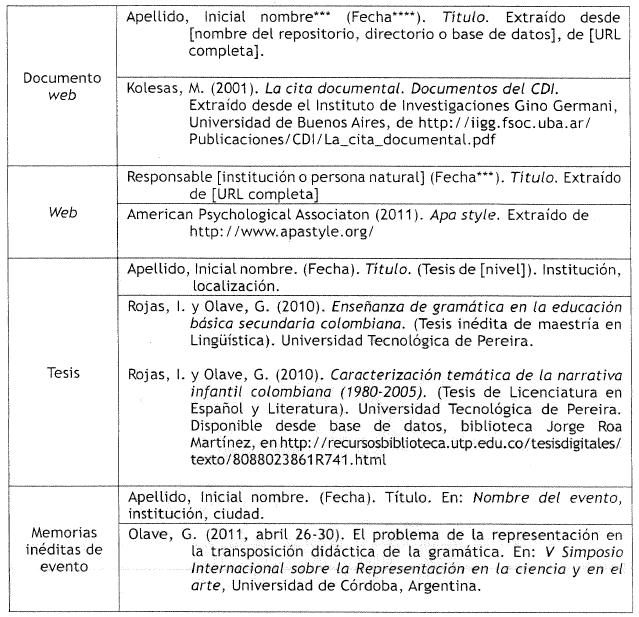 Apellido, Inicial nombre*** (Fecha****). Título. Extraído desde
[nombre del repositorio, directorio o base de datos], de [URL
completa].
Documento
web
Kolesas, M. (2001). La cita documental. Documentos del CDI.
Extraído desde el Instituto de Investigaciones Gino Germani,
Universidad de Buenos Aires, de http://iigg.fsoc.uba.ar/
Publicaciones/CDI/La_cita_documental.pdf
Responsable [institución o persona natural] (Fecha***). Título. Extraído
de [URL completa]
Web
American Psychological Associaton (2011). Apa style. Extraído de
http://www.apastyle.org/
Apellido, Inicial nombre. (Fecha). Título. (Tesis de [nivel]). Institución,
localización.
Rojas, I. y Olave, G. (2010). Enseñanza de gramática en la educación
básica secundaria colombiana. (Tesis inédita de maestría en
Lingüística). Universidad Tecnológica de Pereira.
Tesis
Rojas, I. y Olave, G. (2010). Caracterización temática de la narrativa
infantil colombiana (1980-2005). (Tesis de Licenciatura en
Español y Literatura). Universidad Tecnológica de Pereira.
Disponible desde base de datos, biblioteca Jorge Roa
Martínez, en http://recursosbiblioteca.utp.edu.co/tesisdigitales/
texto/8088023861R741.html
Apellido, Inicial nombre. (Fecha). Título. En: Nombre del evento,
institución, ciudad.
Memorias
inéditas de
evento
Olave, G. (2011, abril 26-30). El problema de la representación en
la transposición didáctica de la gramática. En: V Simposio
Internacional sobre la Representación en la ciencia y en el
arte, Universidad de Córdoba, Argentina.